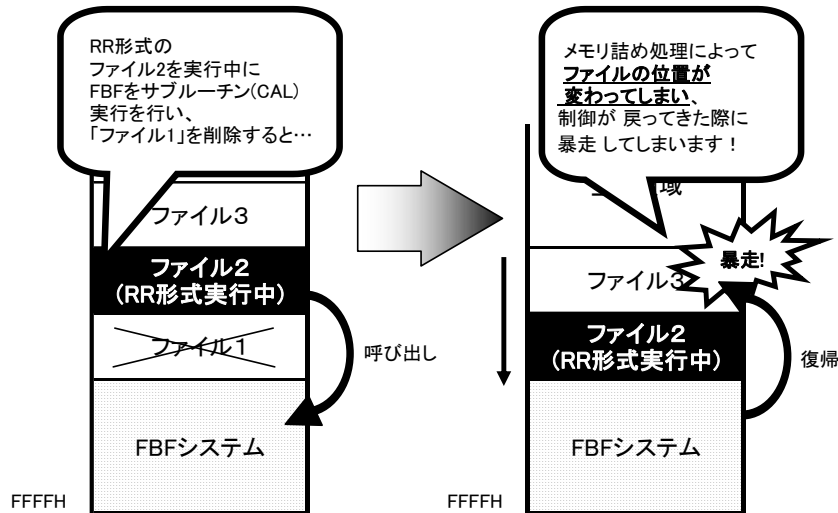 RR形式の
ファイル2を実行中に
FBFをサブルーチン(CAL)
実行を行い、
「ファイル1」を削除すると…
ファイル3
ファイル2
(RR形式実行中)
ファイル1
呼び出し
FBFシステム
FFFFH
メモリ詰め処理によって
ファイルの位置が
変わってしまい、
制御が 戻ってきた際に
暴走 してしまいます!
域
暴走!
ファイル3
ファイル2
(RR形式実行中)
復帰
FBFシステム
FFFFH